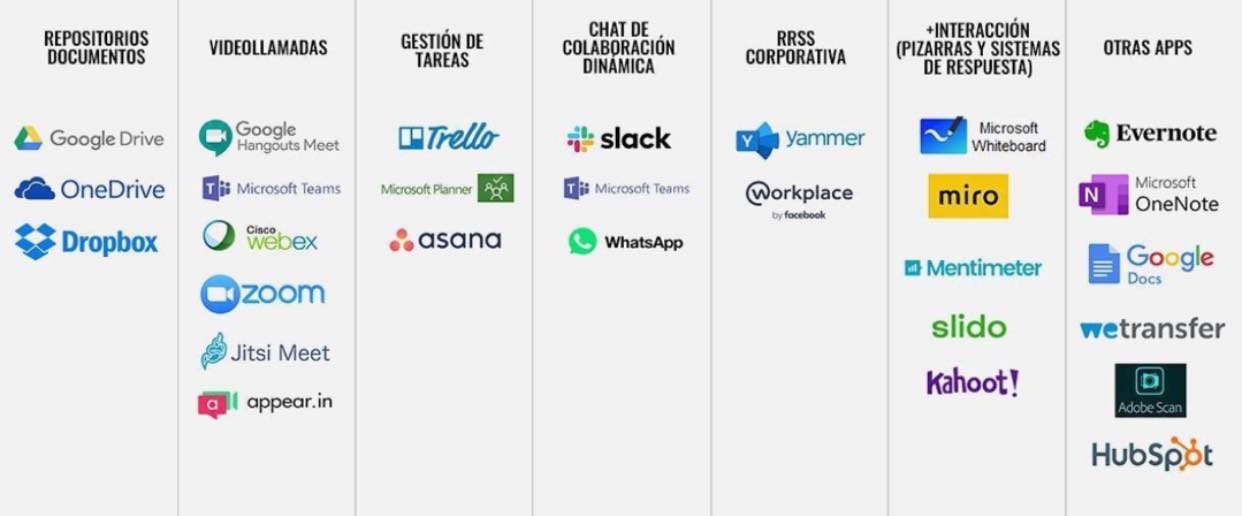 REPOSITORIOS
DOCUMENTOS
Google Drive
OneDrive
Dropbox
VIDEOLLAMADAS
Google
Hangouts Meet
Microsoft Teams
Cisco
webex
zoom
Jitsi Meet
appear.in
GESTIÓN DE
TAREAS
Trello
Microsoft Planner
asana
CHAT DE
COLABORACIÓN
DINÁMICA
slack
Microsoft Teams
WhatsApp
RRSS
CORPORATIVA
yammer
Workplace
by facebook
+INTERACCIÓN
(PIZARRAS Y SISTEMAS
DE RESPUESTA)
Microsoft
Whiteboard
miro
Mentimeter
slido
Kahoot!
OTRAS APPS
Evernote
Microsoft
OneNote
Google
Docs
wetransfer
Adobe Scan
HubSpot